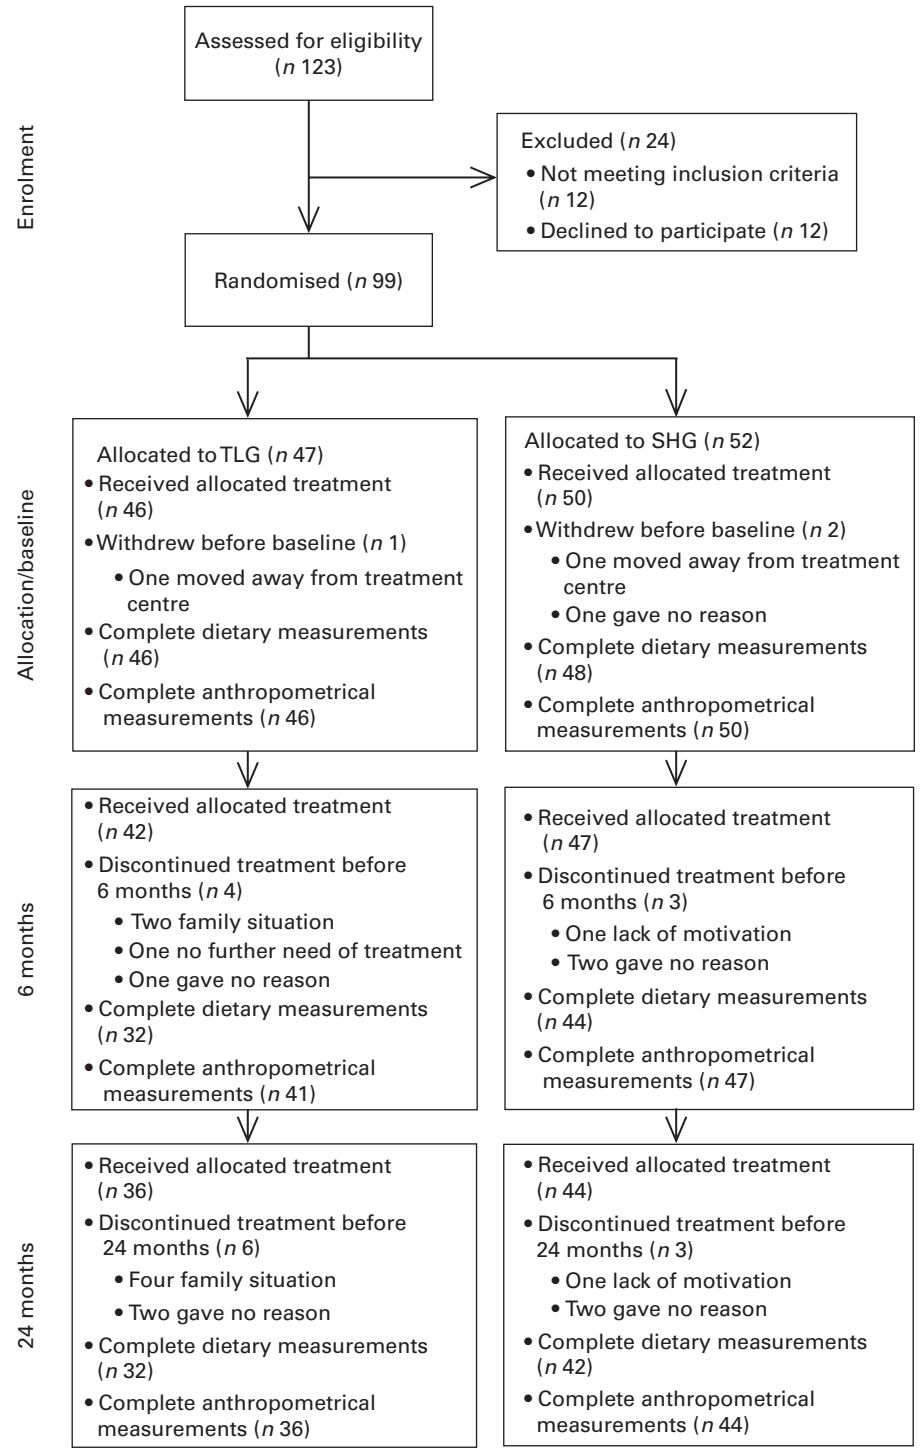 Assessed for eligibility
(n 123)
Enrolment
Excluded (n 24)
• Not meeting inclusion criteria
(n 12)
• Declined to participate (n 12)
Randomised (n 99)
Allocation/baseline
Allocated to TLG (n 47)
• Received allocated treatment
(n 46)
• Withdrew before baseline (n 1)
• One moved away from treatment
centre
• Complete dietary measurements
(n 46)
• Complete anthropometrical
measurements (n 46)
Allocated to SHG (n 52)
• Received allocated treatment
(n 50)
• Withdrew before baseline (n 2)
• One moved away from treatment
centre
• One gave no reason
• Complete dietary measurements
(n 48)
• Complete anthropometrical
measurements (n 50)
6 months
• Received allocated treatment
(n 42)
• Discontinued treatment before
6 months (n 4)
• Two family situation
• One no further need of treatment
• One gave no reason
• Complete dietary measurements
(n 32)
• Complete anthropometrical
measurements (n 41)
• Received allocated treatment
(n 47)
• Discontinued treatment before
6 months (n 3)
• One lack of motivation
• Two gave no reason
• Complete dietary measurements
(n 44)
• Complete anthropometrical
measurements (n 47)
24 months
• Received allocated treatment
(n 36)
• Discontinued treatment before
24 months (n 6)
• Four family situation
• Two gave no reason
• Complete dietary measurements
(n 32)
• Complete anthropometrical
measurements (n 36)
• Received allocated treatment
(n 44)
• Discontinued treatment before
24 months (n 3)
• One lack of motivation
• Two gave no reason
• Complete dietary measurements
(n 42)
• Complete anthropometrical
measurements (n 44)